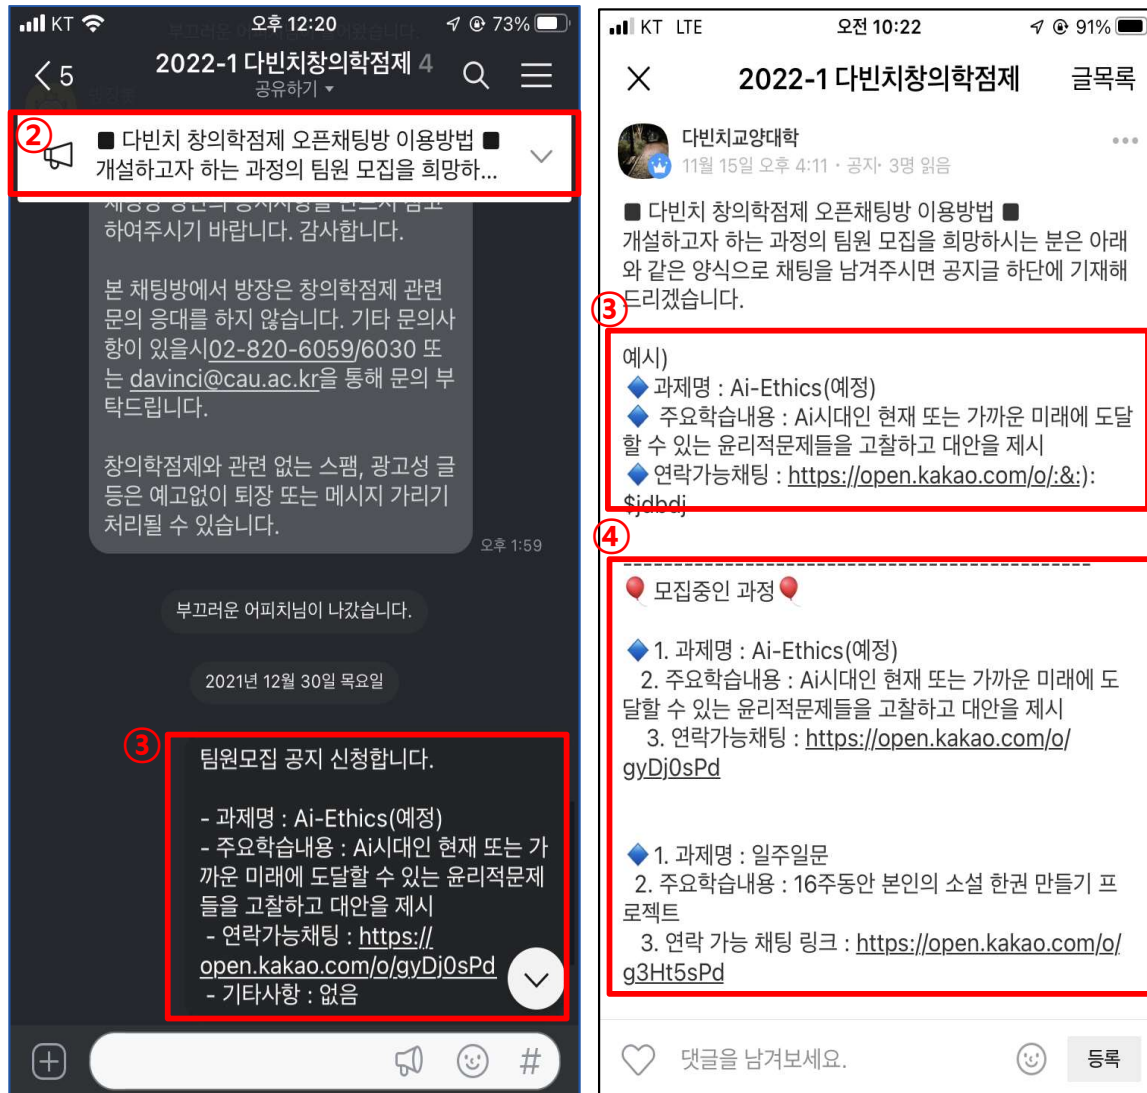 KT
오후 12:20
73%
5
2022-1 다빈치창의학점제 4
공유하기
②
■ 다빈치 창의학점제 오픈채팅방 이용방법 ■
개설하고자 하는 과정의 팀원 모집을 희망하...
하여주시기 바랍니다. 감사합니다.
본 채팅방에서 방장은 창의학점제 관련
문의 응대를 하지 않습니다. 기타 문의사
항이 있을시02-820-6059/6030 또
는 davinci@cau.ac.kr을 통해 문의 부
탁드립니다.
창의학점제와 관련 없는 스팸, 광고성 글
등은 예고없이 퇴장 또는 메시지 가리기
처리될 수 있습니다.
오후 1:59
부끄러운 어피치님이 나갔습니다.
2021년 12월 30일 목요일
③
팀원모집 공지 신청합니다.
- 과제명 : Ai-Ethics(예정)
- 주요학습내용 : Ai시대인 현재 또는 가
까운 미래에 도달할 수 있는 윤리적문제
들을 고찰하고 대안을 제시
- 연락가능채팅 : https://
open.kakao.com/o/gyDj0sPd
- 기타사항 : 없음
#
KT LTE
오전 10:22
91%
2022-1 다빈치창의학점제
글목록
다빈치교양대학
11월 15일 오후 4:11 · 공지· 3명 읽음
■ 다빈치 창의학점제 오픈채팅방 이용방법 ■
개설하고자 하는 과정의 팀원 모집을 희망하시는 분은 아래
와 같은 양식으로 채팅을 남겨주시면 공지글 하단에 기재해
드리겠습니다.
③
예시)
🔷과제명 : Ai-Ethics(예정)
🔷 주요학습내용 : Ai시대인 현재 또는 가까운 미래에 도달
할 수 있는 윤리적문제들을 고찰하고 대안을 제시
🔷연락가능채팅 : https://open.kakao.com/o/:&:):
$jdbdj
④
🎈 모집중인 과정🎈
🔷 1. 과제명 : Ai-Ethics(예정)
2. 주요학습내용 : Ai시대인 현재 또는 가까운 미래에 도
달할 수 있는 윤리적문제들을 고찰하고 대안을 제시
3. 연락가능채팅 : https://open.kakao.com/o/
gyDj0sPd
🔷 1. 과제명 : 일주일문
2. 주요학습내용 : 16주동안 본인의 소설 한권 만들기 프
로젝트
3. 연락 가능 채팅 링크 : https://open.kakao.com/o/
g3Ht5sPd
댓글을 남겨보세요.
등록